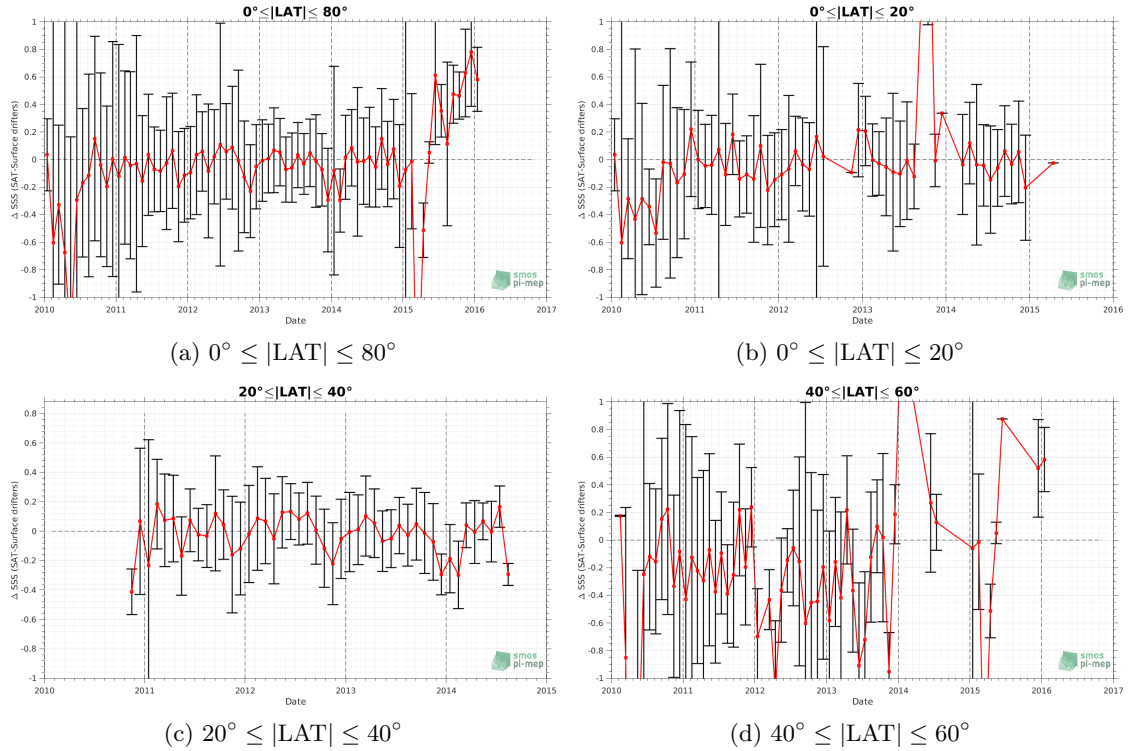 0°≤|LAT|≤ 80°
1
0.8
0.6
0.4
0.2
0
-0.2
-0.4
-0.6
-0.8
-1
Δ SSS (SAT-Surface drifters)
2010 2011 2012 2013 2014 2015 2016 2017
Date
smos
pi-mep
(a) 0° ≤ |LAT| ≤ 80°
0°≤|LAT|≤ 20°
1
0.8
0.6
0.4
0.2
0
-0.2
-0.4
-0.6
-0.8
-1
Δ SSS (SAT-Surface drifters)
2010 2011 2012 2013 2014 2015 2016
Date
smos
pi-mep
(b) 0° ≤ |LAT| ≤ 20°
20°≤|LAT|≤ 40°
0.8
0.6
0.4
0.2
0
-0.2
-0.4
-0.6
-0.8
-1
Δ SSS (SAT-Surface drifters)
2010 2011 2012 2013 2014 2015
Date
smos
pi-mep
(c) 20° ≤ |LAT| ≤ 40°
40°≤|LAT|≤ 60°
1
0.8
0.6
0.4
0.2
0
-0.2
-0.4
-0.6
-0.8
-1
Δ SSS (SAT-Surface drifters)
2010 2011 2012 2013 2014 2015 2016 2017
Date
smos
pi-mep
(d) 40° ≤ |LAT| ≤ 60°